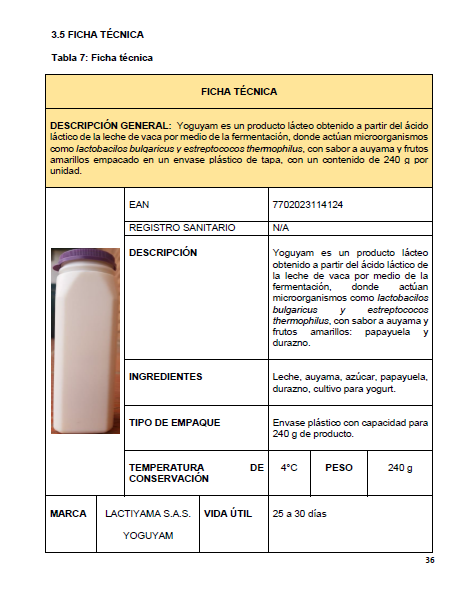 3.5 FICHA TÉCNICA
Tabla 7: Ficha técnica
FICHA TÉCNICA
DESCRIPCIÓN GENERAL: Yoguyam es un producto lácteo obtenido a partir del ácido
láctico de la leche de vaca por medio de la fermentación, donde actúan microorganismos
como lactobacilos bulgaricus y estreptococos thermophilus, con sabor a auyama y frutos
amarillos empacado en un envase plástico de tapa, con un contenido de 240 g por
unidad.
EAN 7702023114124
REGISTRO SANITARIO N/A
DESCRIPCIÓN Yoguyam es un producto lácteo
obtenido a partir del ácido láctico de
la leche de vaca por medio de la
fermentación, donde actúan
microorganismos como lactobacilos
bulgaricus y estreptococos
thermophilus, con sabor a auyama y
frutos amarillos: papayuela y
durazno.
INGREDIENTES Leche, auyama, azúcar, papayuela,
durazno, cultivo para yogurt.
TIPO DE EMPAQUE Envase plástico con capacidad para
240 g de producto.
TEMPERATURA DE 4°C PESO 240 g
CONSERVACIÓN
MARCA LACTIYAMA S.A.S. VIDA ÚTIL 25 a 30 días
YOGUYAM
36